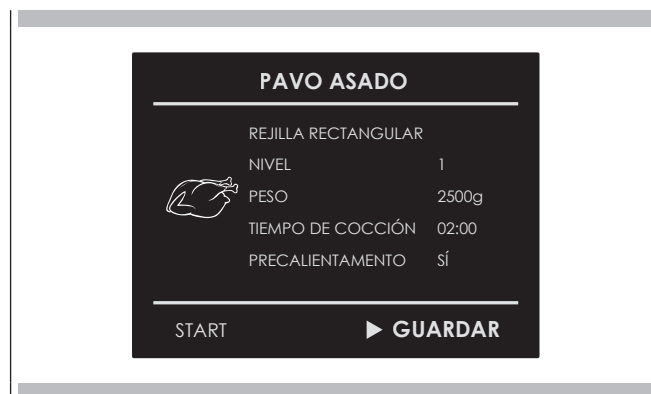 PAVO ASADO
REJILLA RECTANGULAR
NIVEL 1
PESO 2500g
TIEMPO DE COCCIÓN 02:00
PRECALIENTAMENTO SÍ
START ▶ GUARDAR